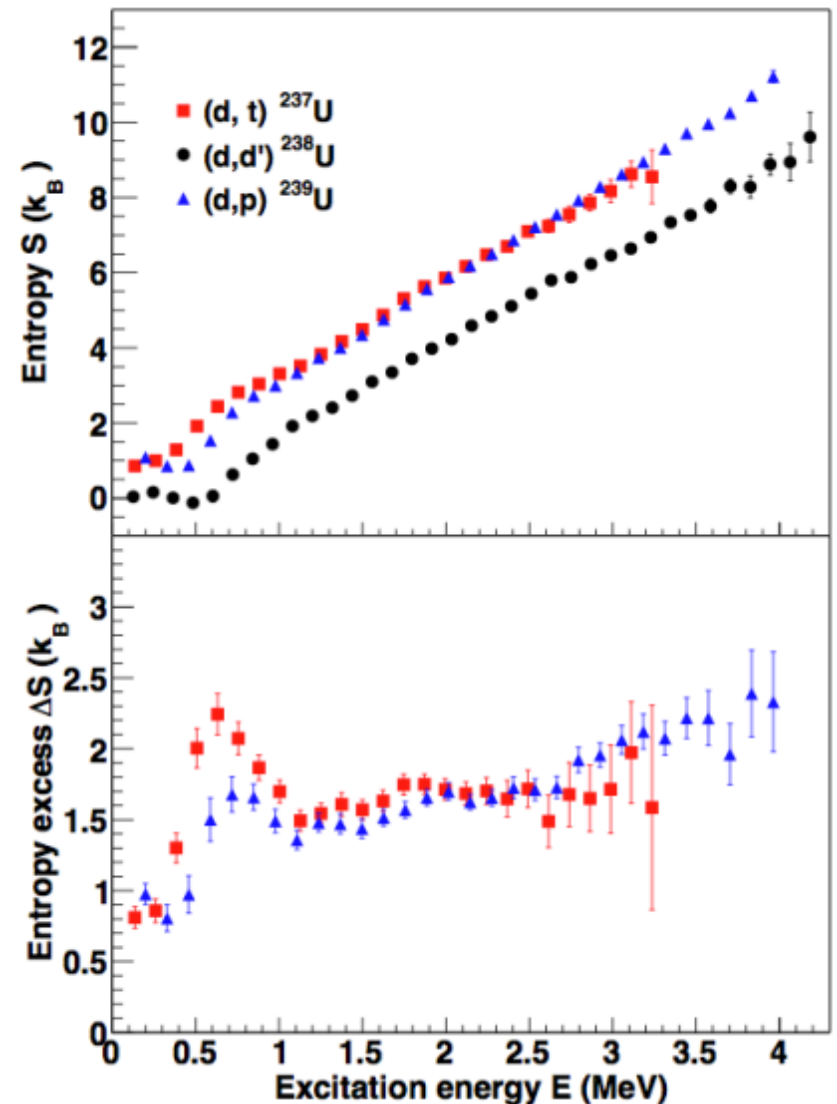 12
10
8
6
4
2
0
Entropy S (k_B)
(d, t) ²³⁷U
(d,d') ²³⁸U
(d,p) ²³⁹U
3
2.5
2
1.5
1
0.5
0
Entropy excess ΔS (k_B)
0 0.5 1 1.5 2 2.5 3 3.5 4
Excitation energy E (MeV)